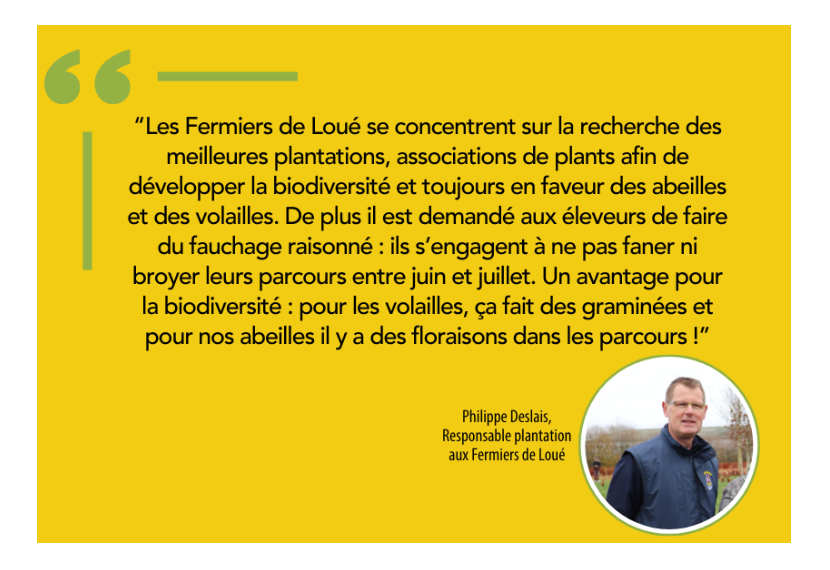 “Les Fermiers de Loué se concentrent sur la recherche des
meilleures plantations, associations de plants afin de
développer la biodiversité et toujours en faveur des abeilles
et des volailles. De plus il est demandé aux éleveurs de faire
du fauchage raisonné : ils s’engagent à ne pas faner ni
broyer leurs parcours entre juin et juillet. Un avantage pour
la biodiversité : pour les volailles, ça fait des graminées et
pour nos abeilles il y a des floraisons dans les parcours !”
Philippe Deslais,
Responsable plantation
aux Fermiers de Loué